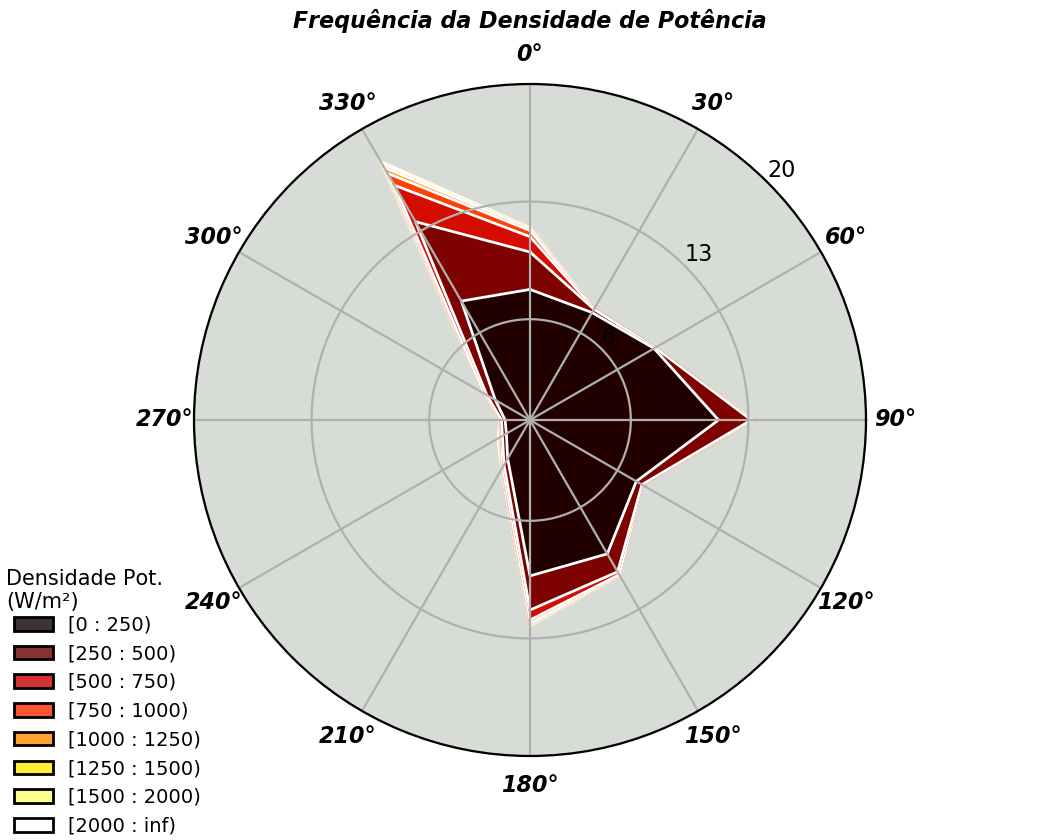 Frequência da Densidade de Potência
0°
330°
30°
20
300°
60°
13
6
270°
90°
240°
120°
210°
150°
180°
Densidade Pot.
(W/m²)
[0 : 250)
[250 : 500)
[500 : 750)
[750 : 1000)
[1000 : 1250)
[1250 : 1500)
[1500 : 2000)
[2000 : inf)